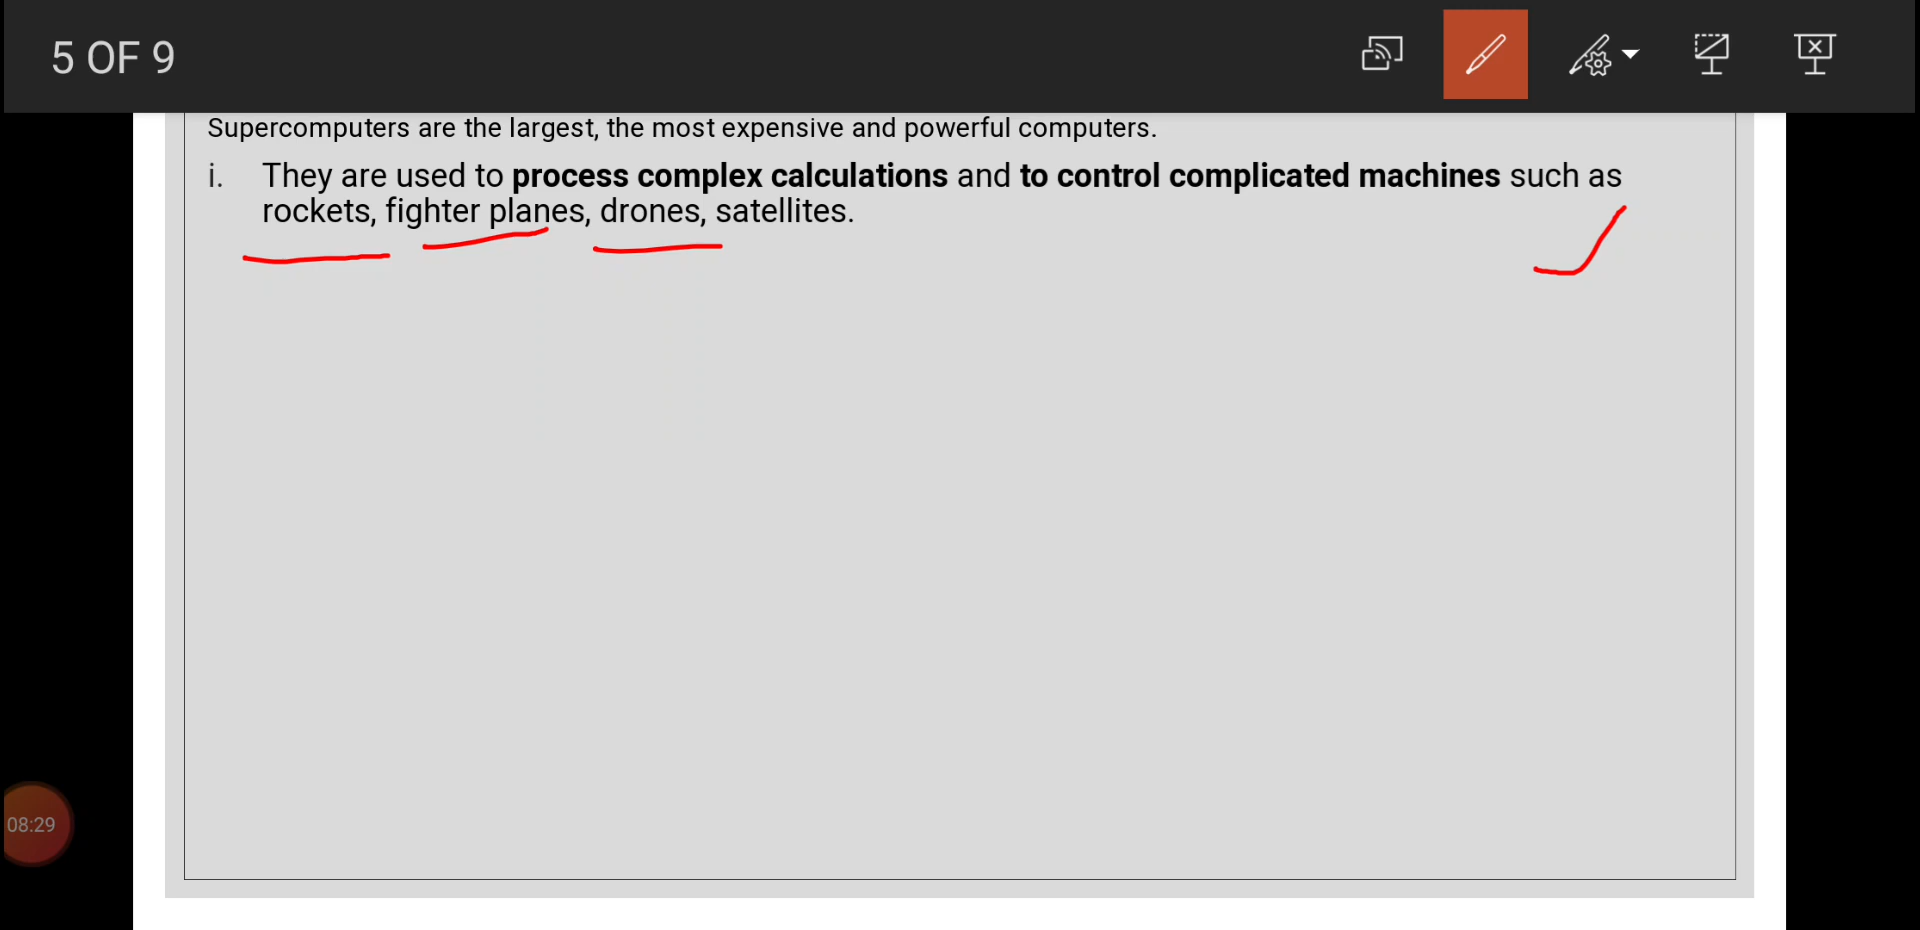 5 OF 9
Supercomputers are the largest, the most expensive and powerful computers.
i. They are used to process complex calculations and to control complicated machines such as
rockets, fighter planes, drones, satellites.
08:29